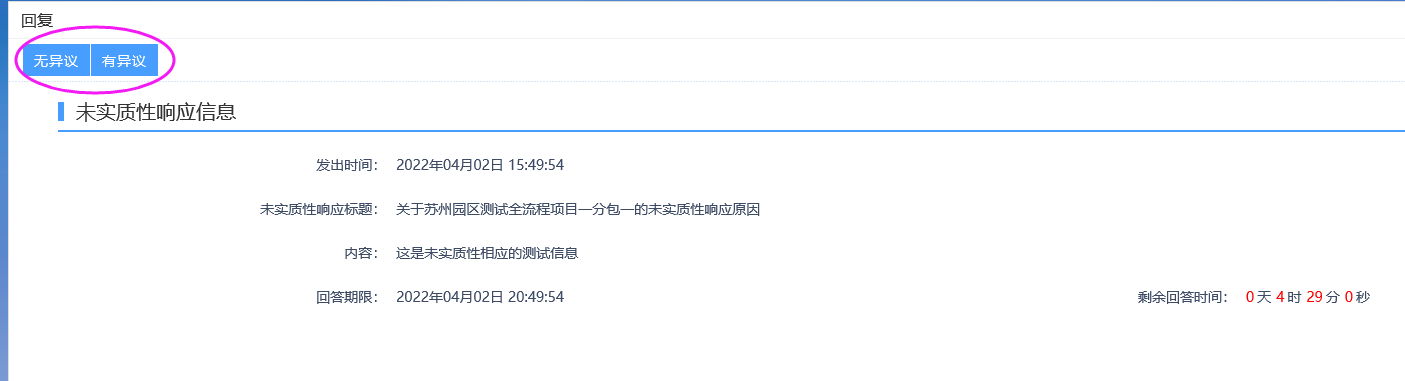 回复
无异议 有异议
未实质性响应信息
发出时间: 2022年04月02日 15:49:54
未实质性响应标题: 关于苏州园区测试全流程项目一分包一的未实质性响应原因
内容: 这是未实质性相应的测试信息
回答期限: 2022年04月02日 20:49:54 剩余回答时间: 0 天 4 时 29 分 0 秒